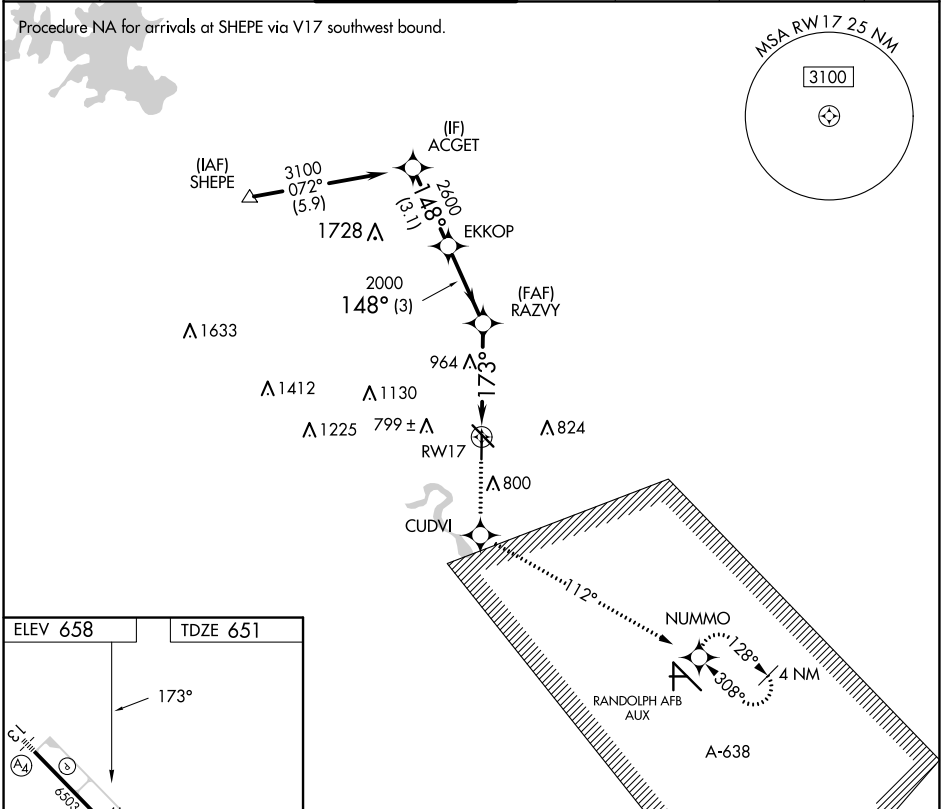 Procedure NA for arrivals at SHEPE via V17 southwest bound.
MSA RW17 25 NM
3100
(IF)
ACGET
(IAF)
SHEPE
3100
072°
(5.9)
2600
148°
(3.1)
1728
EKKOP
2000
148° (3)
(FAF)
RAZVY
1633
964
173°
1412
1130
1225
799 ±
824
RW17
800
CUDVI
112°
NUMMO
128°
4 NM
308°
RANDOLPH AFB
AUX
A-638
ELEV 658
TDZE 651
173°
13
A4
P
6503